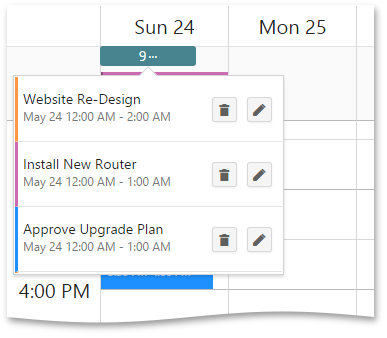 Sun 24
Mon 25
9 ...
Website Re-Design
May 24 12:00 AM - 2:00 AM
Install New Router
May 24 12:00 AM - 1:00 AM
Approve Upgrade Plan
May 24 12:00 AM - 1:00 AM
4:00 PM